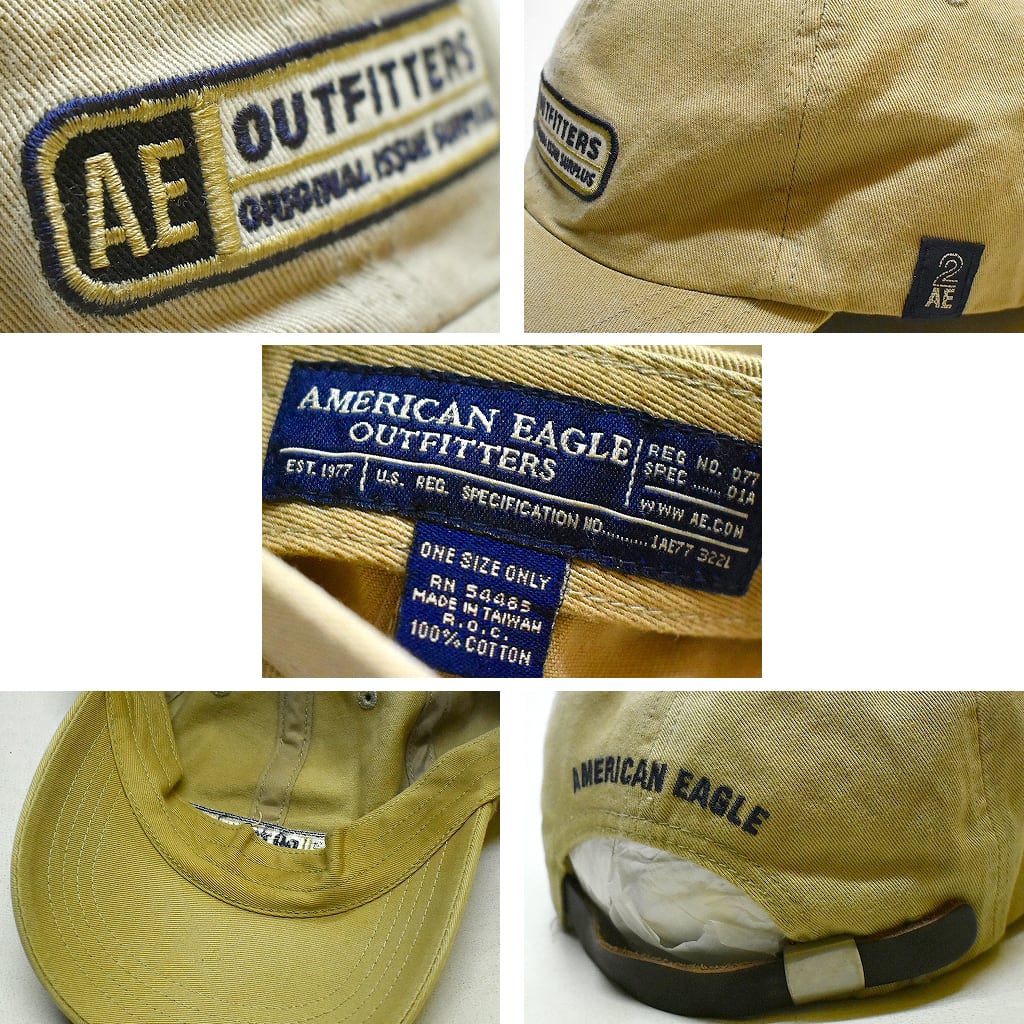 AE
OUTFITTERS
ORIGINAL ISSUE SURPLUS
OUTFITTERS
ISSUE SURPLUS
2
AE
AMERICAN EAGLE
OUTFITTERS
EST. 1977
U.S. REG. SPECIFICATION NO..........1AE77 322L
REG NO. 077
SPEC ....... 01A
WWW AE.COM
ONE SIZE ONLY
RN 54485
MADE IN TAIWAN
R.O.C.
100% COTTON
AMERICAN EAGLE